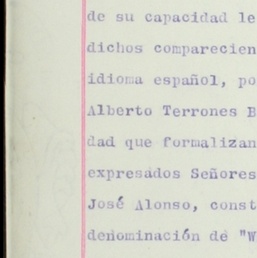 de su capacidad le
dichos comparecien
idioma español, po
Alberto Terrones B
dad que formalizan
expresados Señores
José Alonso, const
denominación de "W